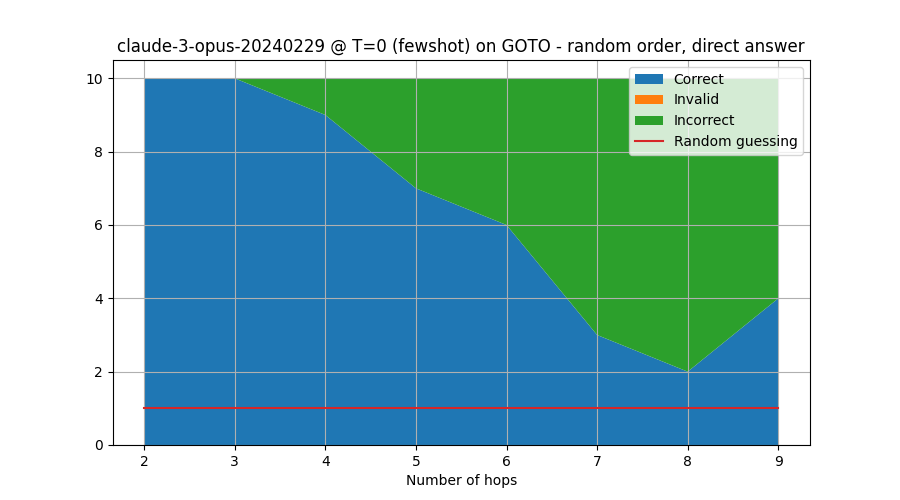 claude-3-opus-20240229 @ T=0 (fewshot) on GOTO - random order, direct answer
Correct
Invalid
Incorrect
Random guessing
10
8
6
4
2
0
2 3 4 5 6 7 8 9
Number of hops